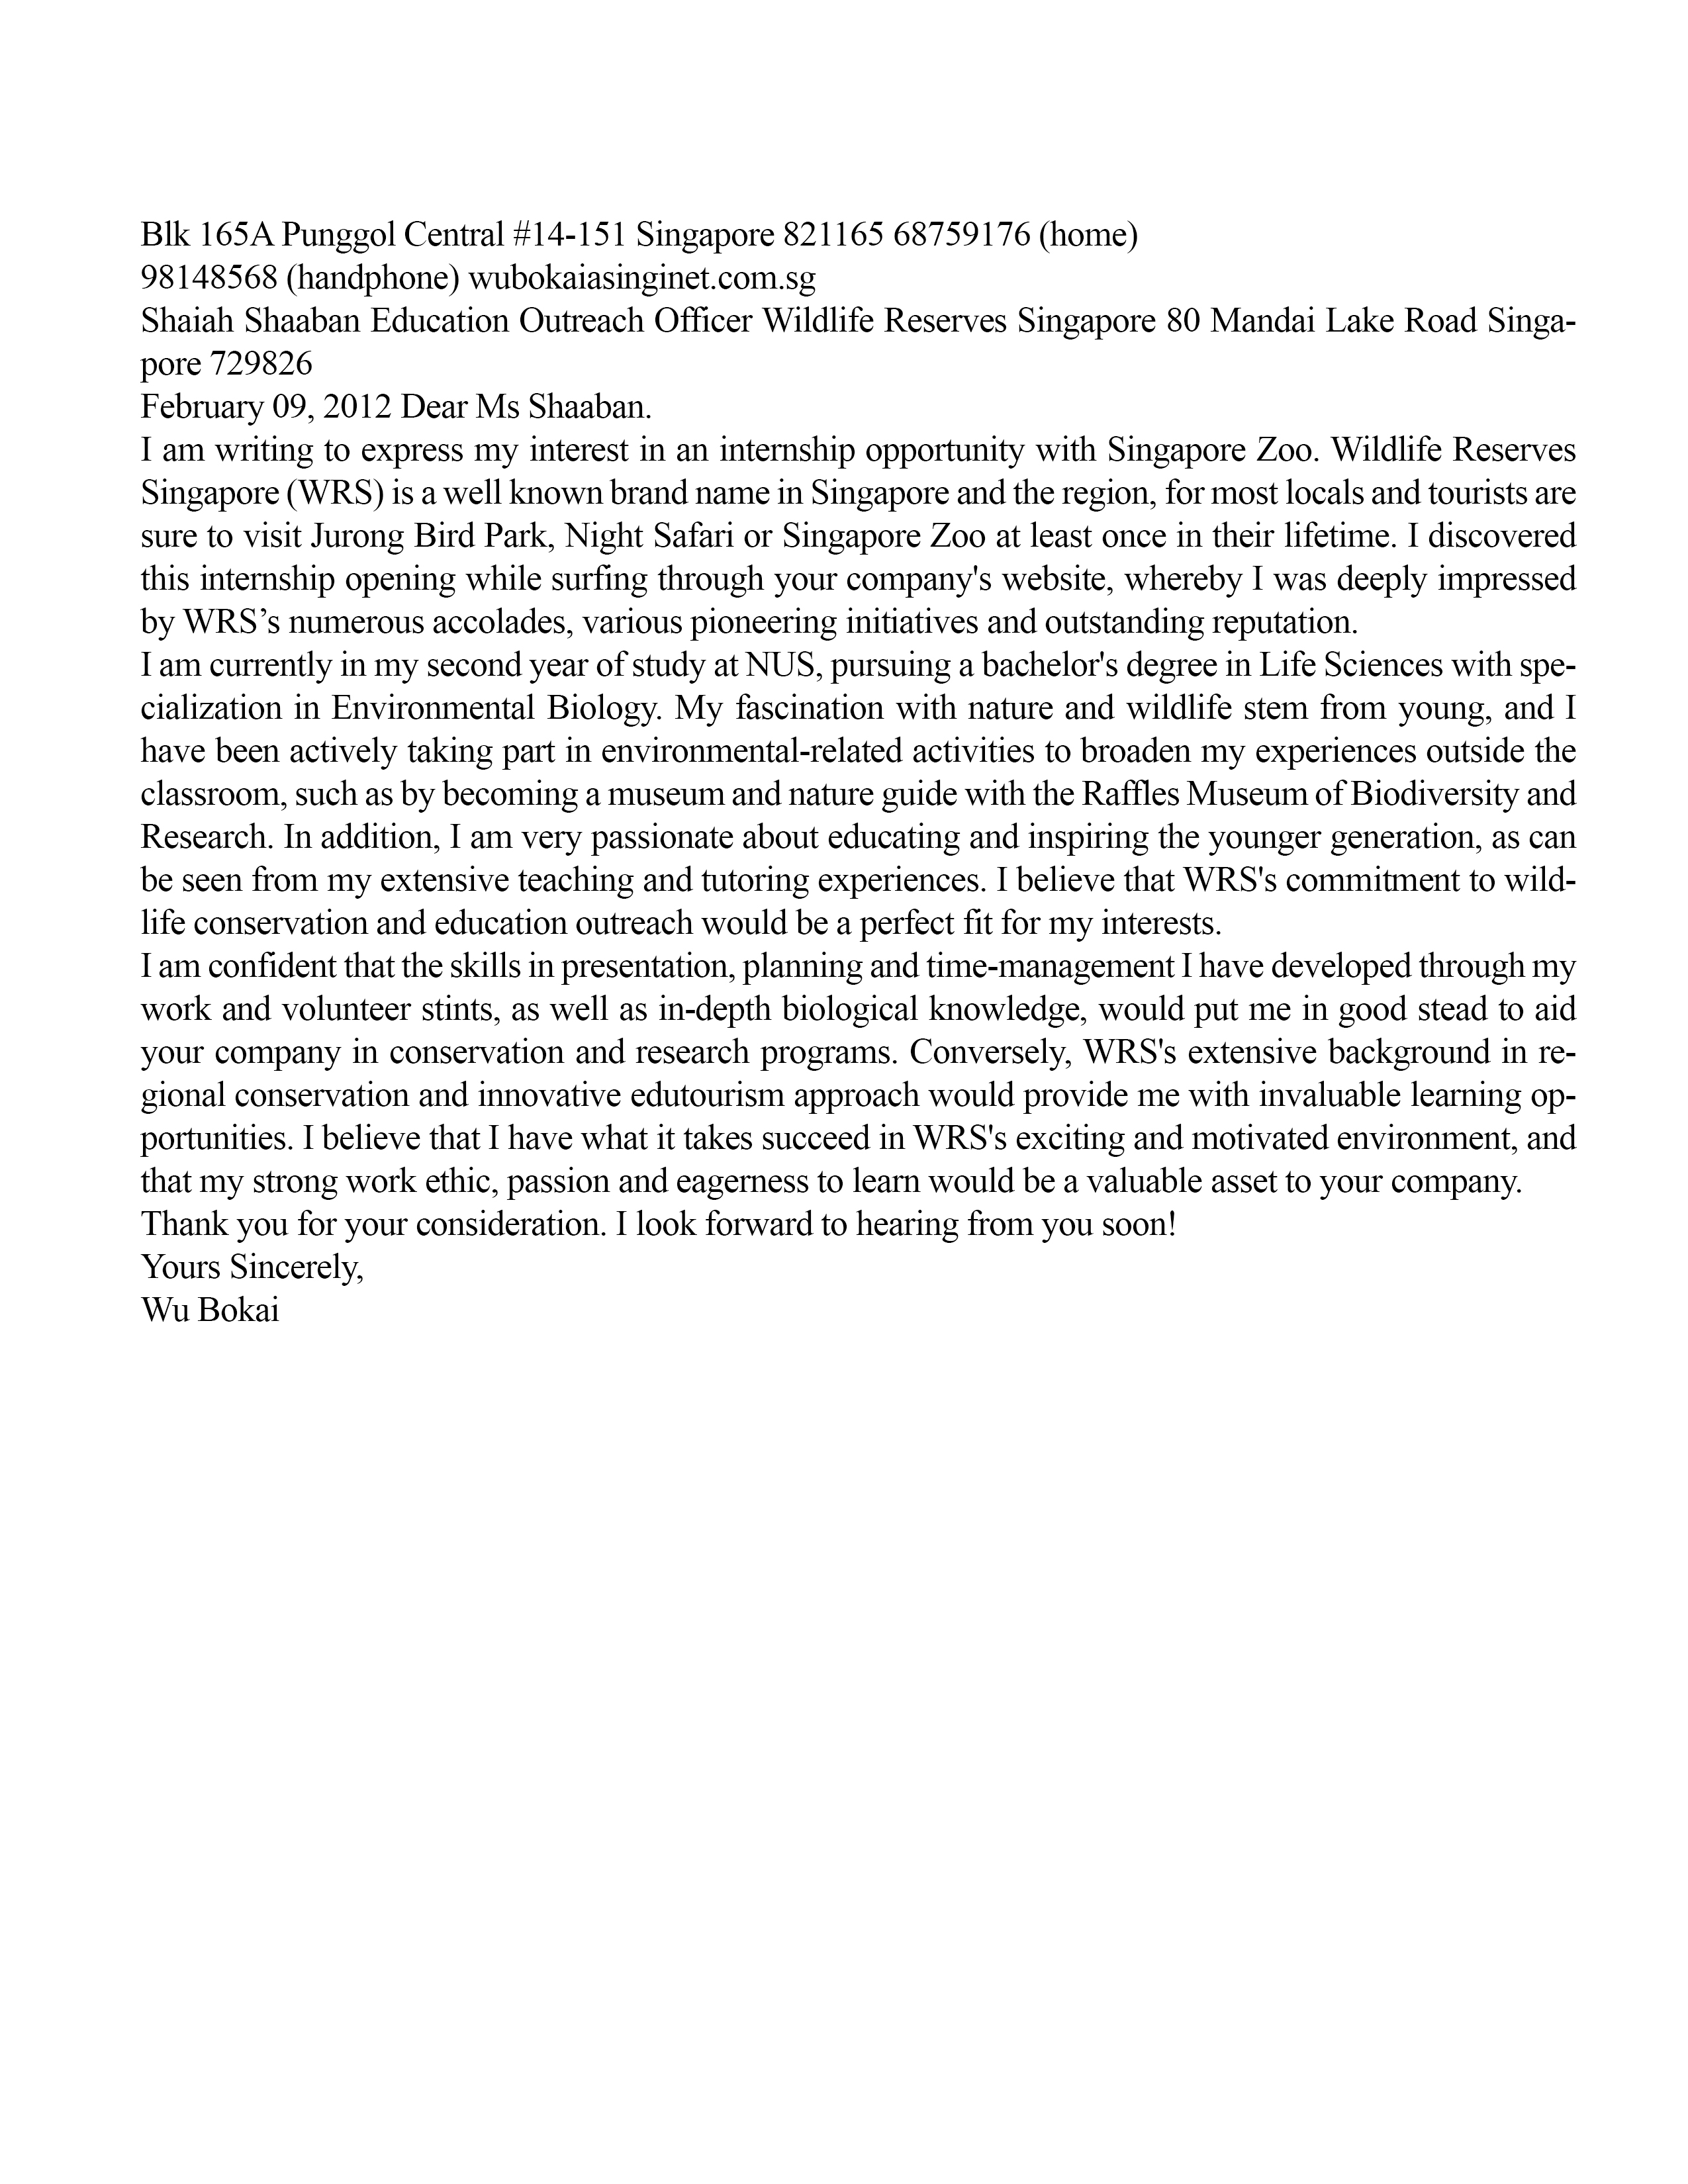 Blk 165A Punggol Central #14-151 Singapore 821165 68759176 (home)
98148568 (handphone) wubokaiasinginet.com.sg
Shaiah Shaaban Education Outreach Officer Wildlife Reserves Singapore 80 Mandai Lake Road Singa-
pore 729826
February 09, 2012 Dear Ms Shaaban.
I am writing to express my interest in an internship opportunity with Singapore Zoo. Wildlife Reserves
Singapore (WRS) is a well known brand name in Singapore and the region, for most locals and tourists are
sure to visit Jurong Bird Park, Night Safari or Singapore Zoo at least once in their lifetime. I discovered
this internship opening while surfing through your company's website, whereby I was deeply impressed
by WRS’s numerous accolades, various pioneering initiatives and outstanding reputation.
I am currently in my second year of study at NUS, pursuing a bachelor's degree in Life Sciences with spe-
cialization in Environmental Biology. My fascination with nature and wildlife stem from young, and I
have been actively taking part in environmental-related activities to broaden my experiences outside the
classroom, such as by becoming a museum and nature guide with the Raffles Museum of Biodiversity and
Research. In addition, I am very passionate about educating and inspiring the younger generation, as can
be seen from my extensive teaching and tutoring experiences. I believe that WRS's commitment to wild-
life conservation and education outreach would be a perfect fit for my interests.
I am confident that the skills in presentation, planning and time-management I have developed through my
work and volunteer stints, as well as in-depth biological knowledge, would put me in good stead to aid
your company in conservation and research programs. Conversely, WRS's extensive background in re-
gional conservation and innovative edutourism approach would provide me with invaluable learning op-
portunities. I believe that I have what it takes succeed in WRS's exciting and motivated environment, and
that my strong work ethic, passion and eagerness to learn would be a valuable asset to your company.
Thank you for your consideration. I look forward to hearing from you soon!
Yours Sincerely,
Wu Bokai